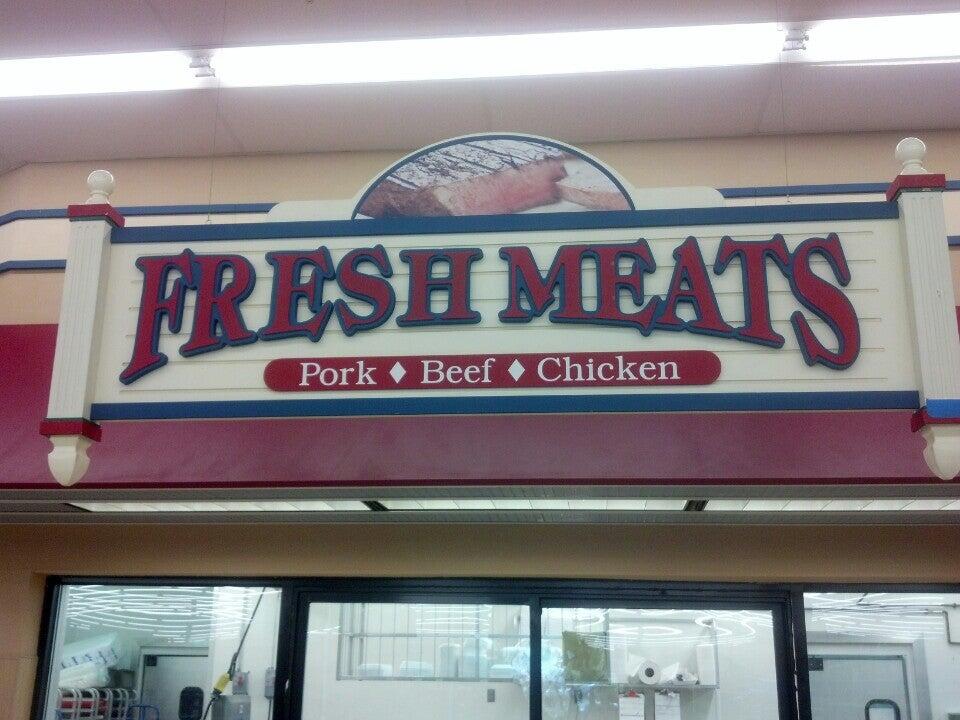 FRESH MEATS
Pork ♦ Beef ♦ Chicken